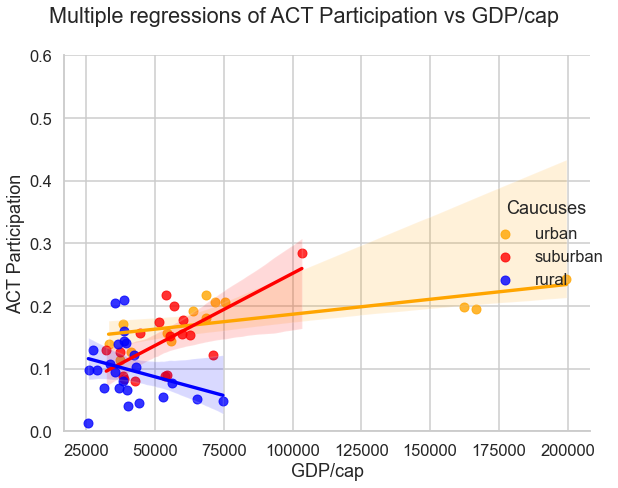 Multiple regressions of ACT Participation vs GDP/cap
0.6
0.5
0.4
0.3
0.2
0.1
0.0
ACT Participation
Caucuses
urban
suburban
rural
25000 50000 75000 100000 125000 150000 175000 200000
GDP/cap